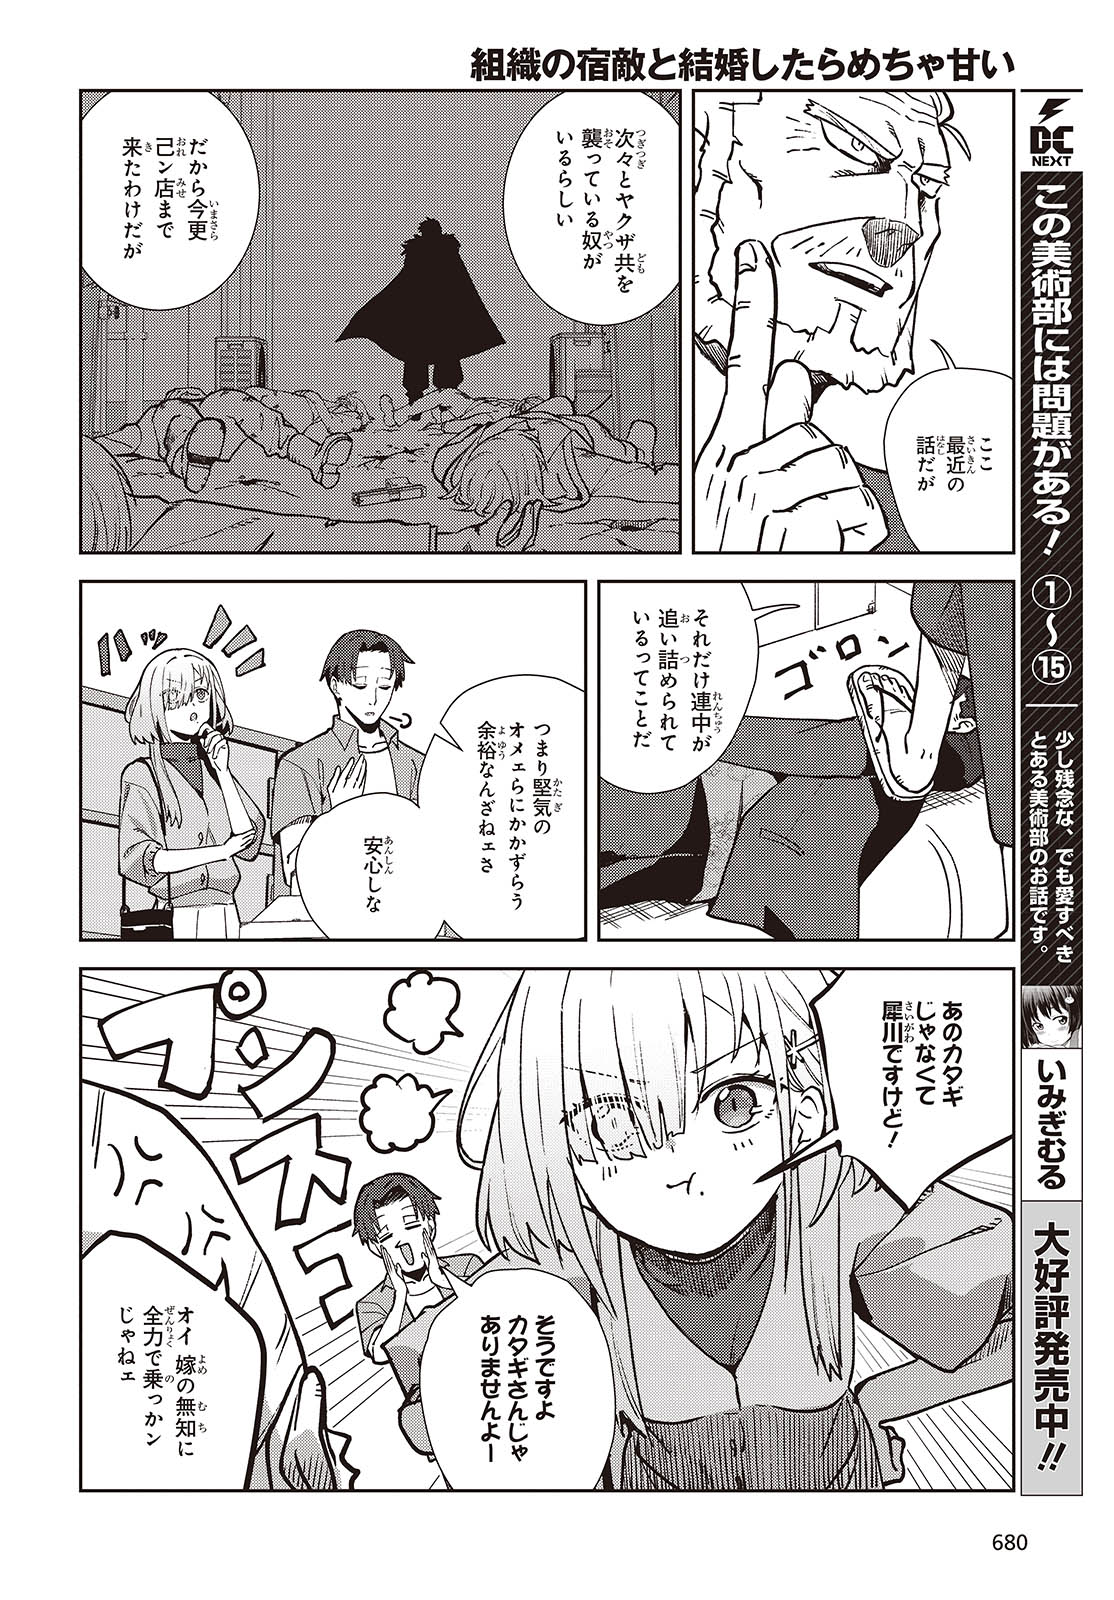 組織の宿敵と結婚したらめちゃ甘い
ここ
最近の
話だが
次々とヤクザ共を
襲っている奴が
いるらしい
だから今更
己ン店まで
来たわけだが
ゴロン
それだけ連中が
追い詰められて
いるってことだ
つまり堅気の
オメェらにかかずらう
余裕なんざねェさ
安心しな
ハッ
あのカタギ
じゃなくて
犀川ですけど!
そうですよ
カタギさんじゃ
ありませんよー
プンスコ
オイ 嫁の無知に
全力で乗っかン
じゃねェ
DC
NEXT
この美術部には問題がある! ①〜⑮
少し残念な、でも愛すべき
とある美術部のお話です。
いみぎむる
大好評発売中!!
680